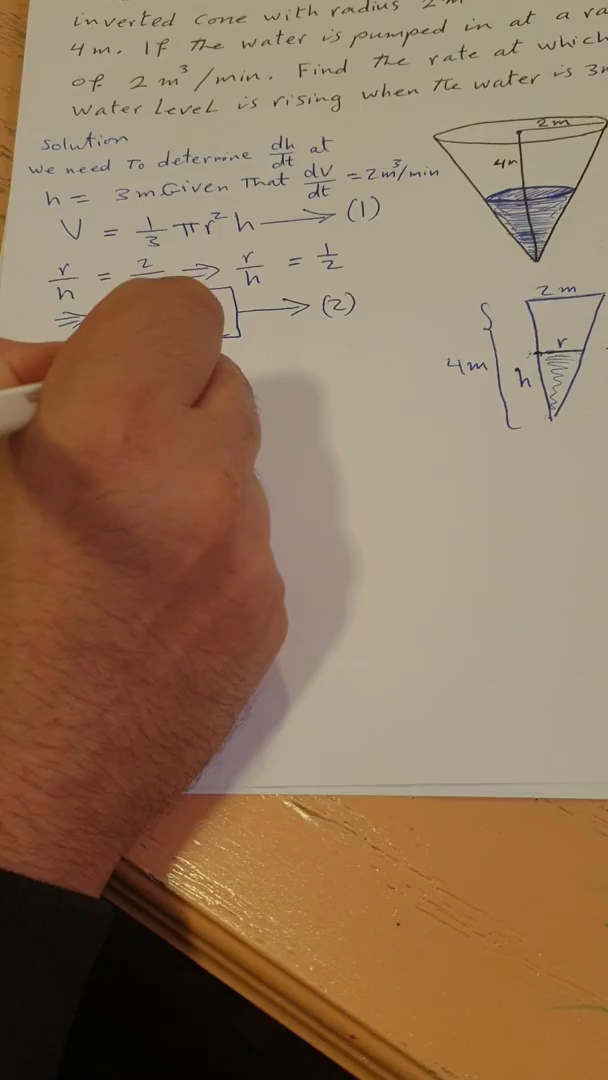 inverted cone with radius 2m
4m. If the water is pumped in at a
of 2 m³/min. Find the rate at which
water Level is rising when the water is 3m
Solution
we need To determine dh/dt at
h = 3m Given That dv/dt = 2m³/min
V = 1/3 πr²h → (1)
r/h = 2 ⇒ r/h = 1/2
⇒ → (2)
2m
4m
2m
4m
r
h